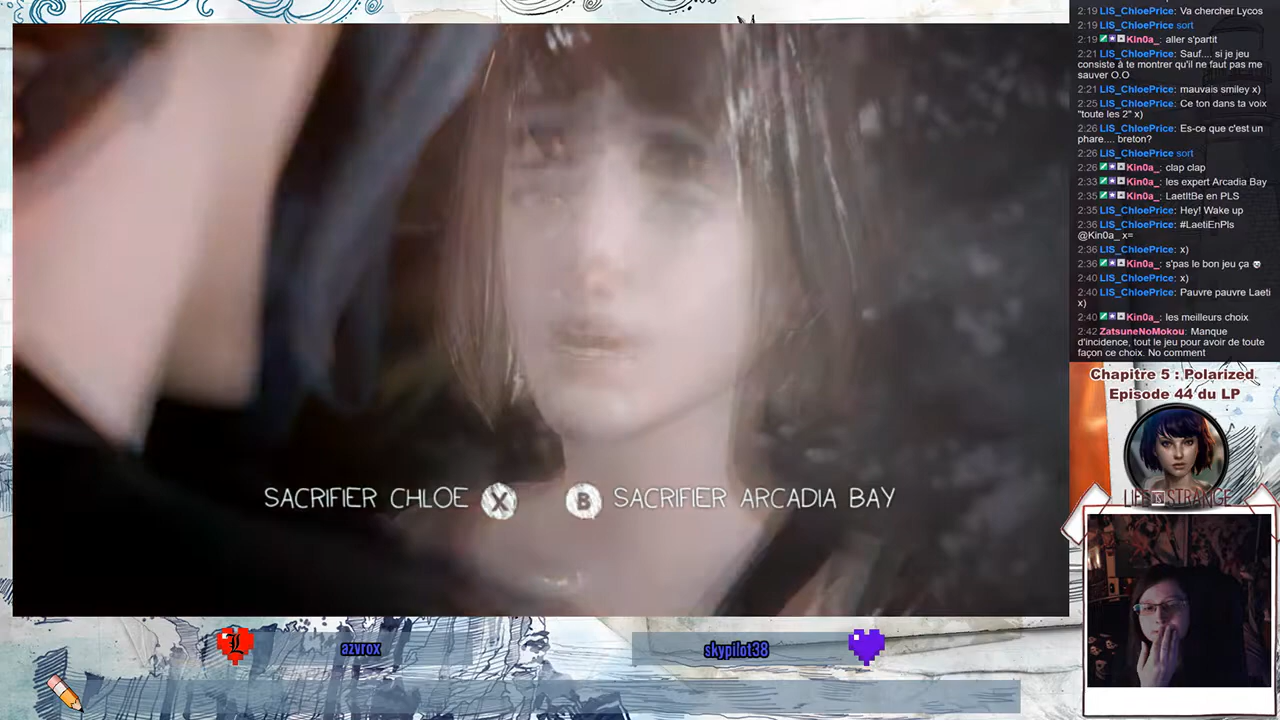 2:19 LIS_ChloePrice: Va chercher Lycos
2:19 LIS_ChloePrice sort
2:19 Kin0a_: aller s'partit
2:21 LIS_ChloePrice: Sauf.... si je jeu
consiste à te montrer qu'il ne faut pas me
sauver O.O
2:21 LIS_ChloePrice: mauvais smiley x)
2:25 LIS_ChloePrice: Ce ton dans ta voix
"toute les 2" x)
2:26 LIS_ChloePrice: Es-ce que c'est un
phare.... breton?
2:26 LIS_ChloePrice sort
2:26 Kin0a_: clap clap
2:33 Kin0a_: les expert Arcadia Bay
2:35 Kin0a_: LaetItBe en PLS
2:35 LIS_ChloePrice: Hey! Wake up
2:36 LIS_ChloePrice: #LaetiEnPls
@Kin0a_ x=
2:36 LIS_ChloePrice: x)
2:36 Kin0a_: s'pas le bon jeu ça
2:40 LIS_ChloePrice: x)
2:40 LIS_ChloePrice: Pauvre pauvre Laeti
x)
2:40 Kin0a_: les meilleurs choix
2:42 ZatsuneNoMokou: Manque
d'incidence, tout le jeu pour avoir de toute
façon ce choix. No comment
Chapitre 5 : Polarized
Episode 44 du LP
LIFE IS STRANGE
SACRIFIER CHLOE X B SACRIFIER ARCADIA BAY
L azvrox skypilot38